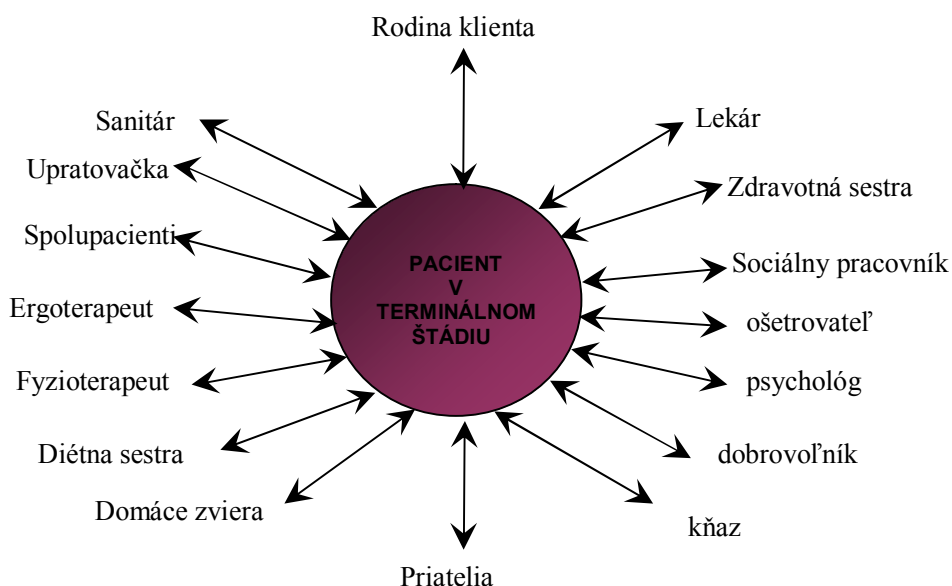 Rodina klienta
Sanitár
Lekár
Upratovačka
Zdravotná sestra
Spolupacienti
Sociálny pracovník
PACIENT
V
TERMINÁLNOM
ŠTÁDIU
Ergoterapeut
ošetrovateľ
Fyzioterapeut
psychológ
Diétna sestra
dobrovoľník
Domáce zviera
kňaz
Priatelia